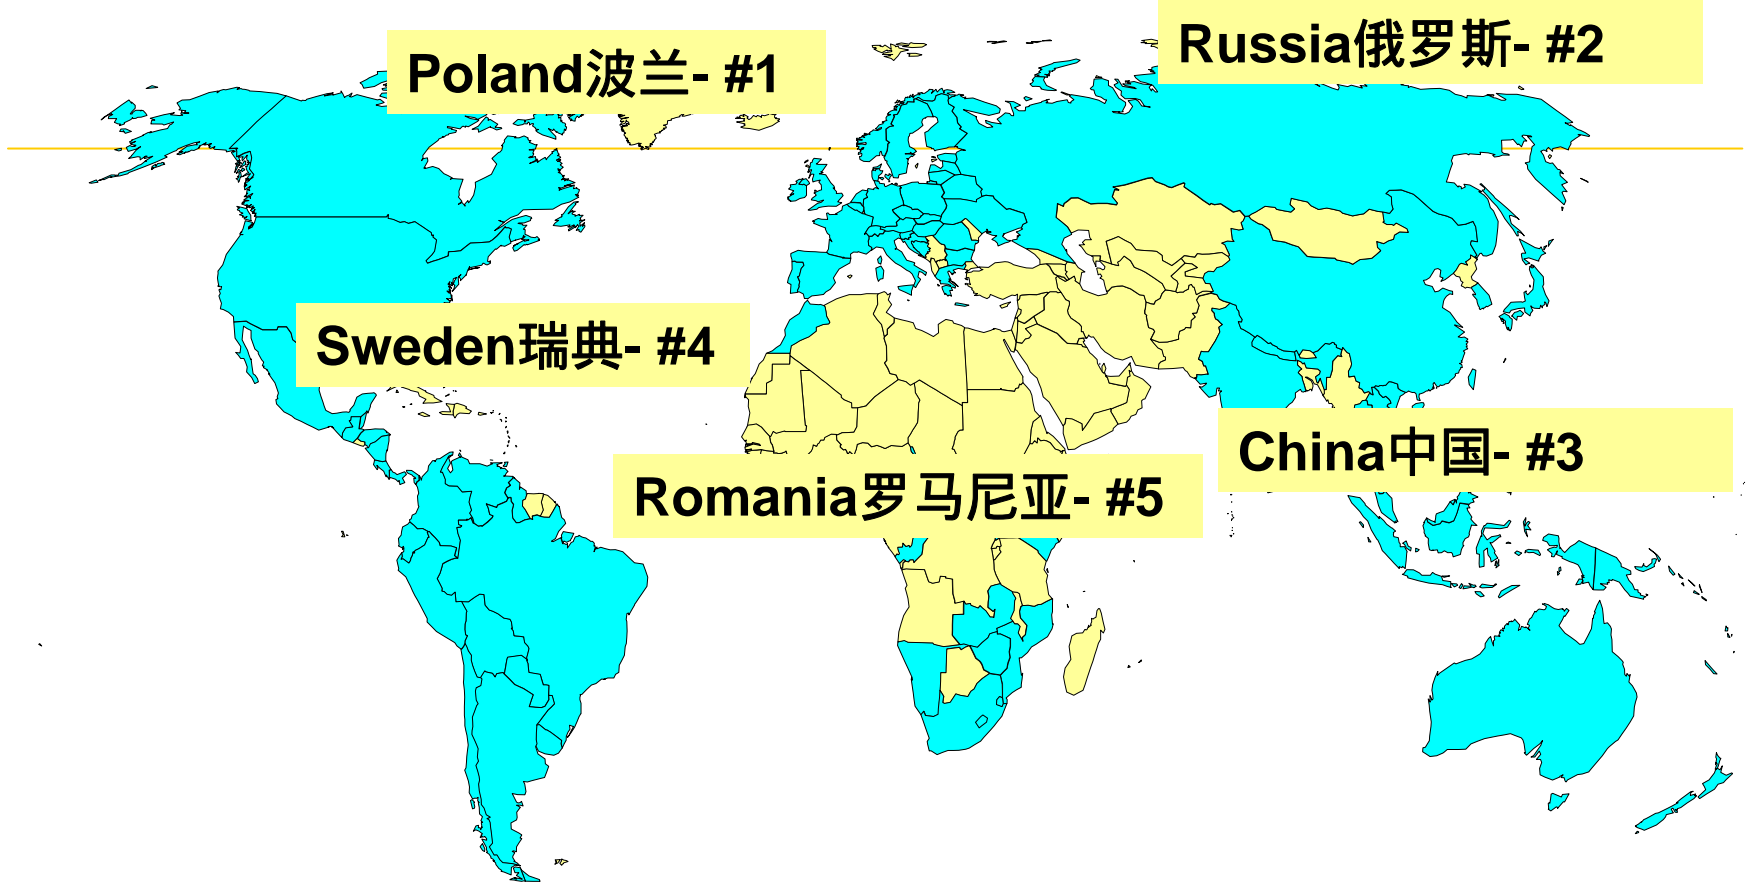 Poland波兰- #1
Russia俄罗斯- #2
Sweden瑞典- #4
China中国- #3
Romania罗马尼亚- #5